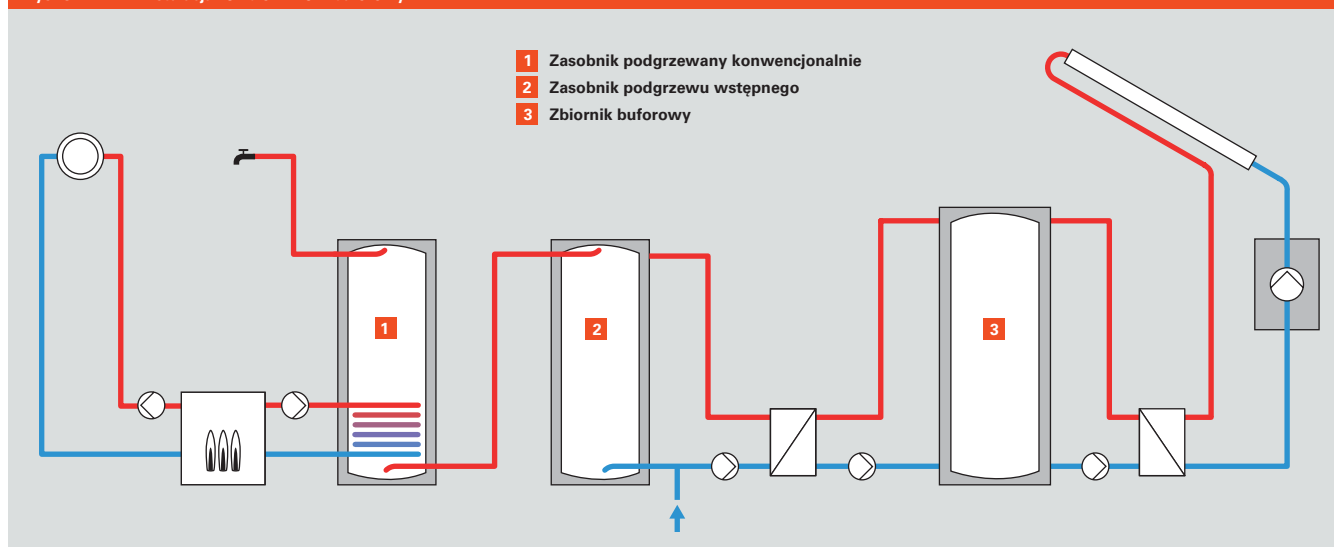 1 Zasobnik podgrzewany konwencjonalnie
2 Zasobnik podgrzewu wstępnego
3 Zbiornik buforowy
1
2
3